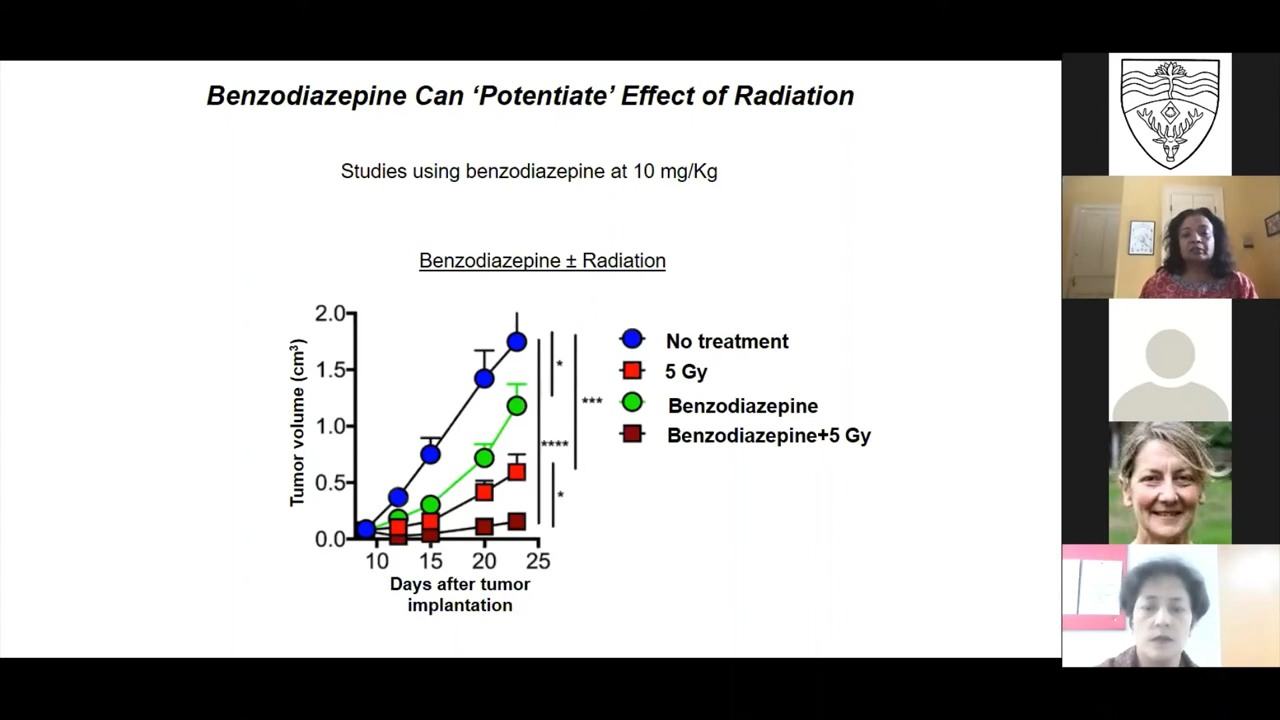 Benzodiazepine Can ‘Potentiate’ Effect of Radiation
Studies using benzodiazepine at 10 mg/Kg
Benzodiazepine ± Radiation
Tumor volume (cm³)
2.0
1.5
1.0
0.5
0.0
10 15 20 25
Days after tumor
implantation
*
***
****
*
No treatment
5 Gy
Benzodiazepine
Benzodiazepine+5 Gy